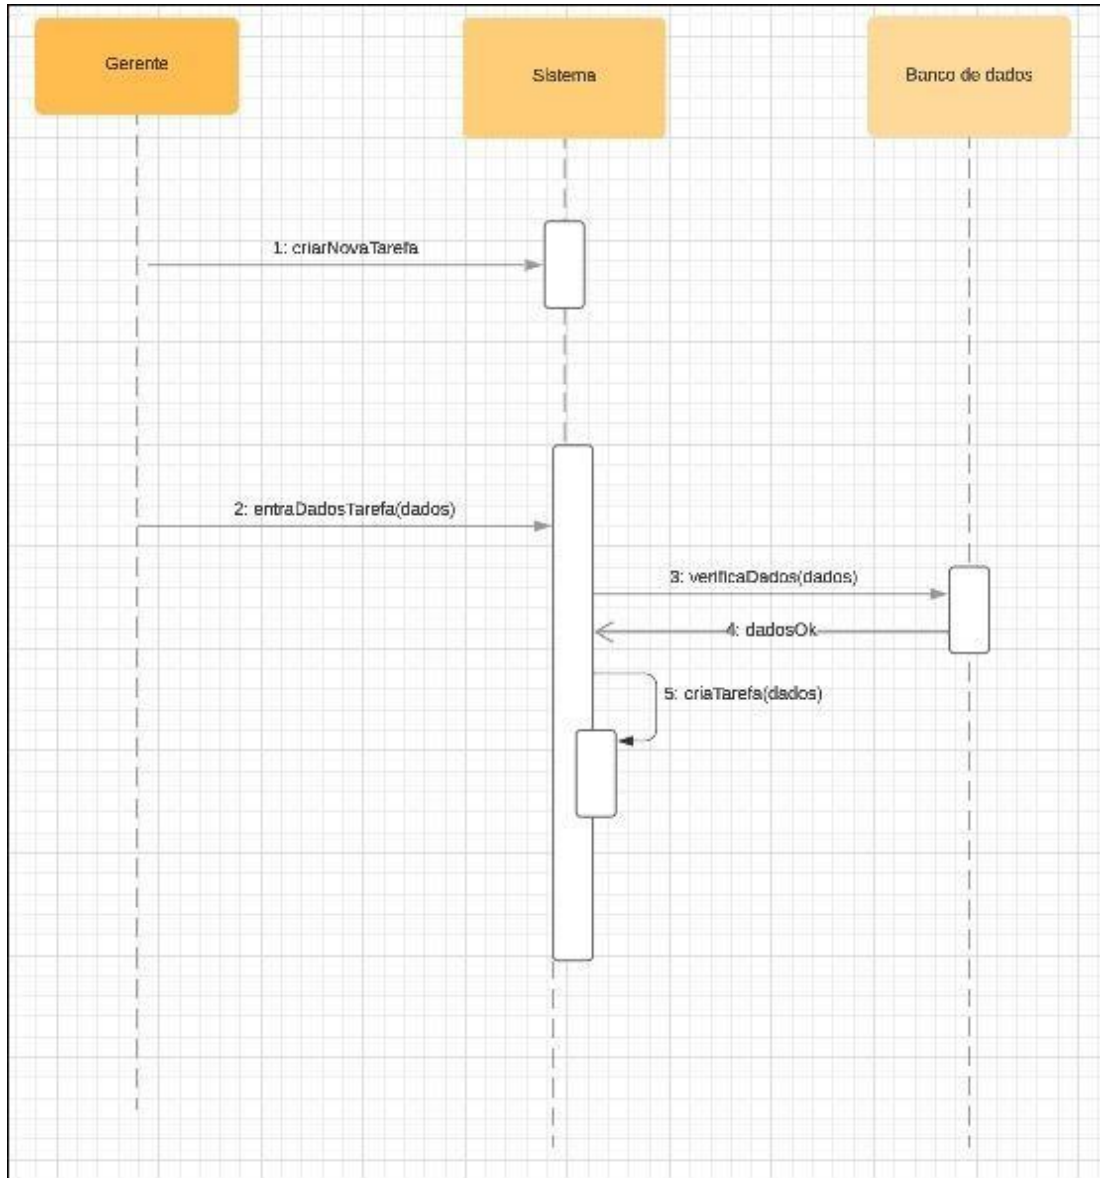 Gerente
Sistema
Banco de dados
1: criarNovaTarefa
2: entraDadosTarefa(dados)
3: verificaDados(dados)
4: dadosOk
5: criaTarefa(dados)